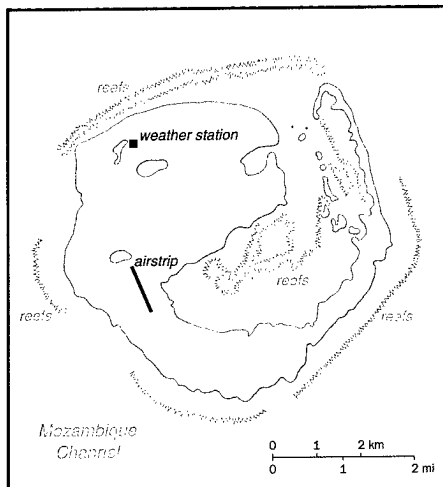 reefs
weather station
airstrip
reefs
reefs
reefs
Mozambique
Channel
0 1 2 km
0 1 2 mi